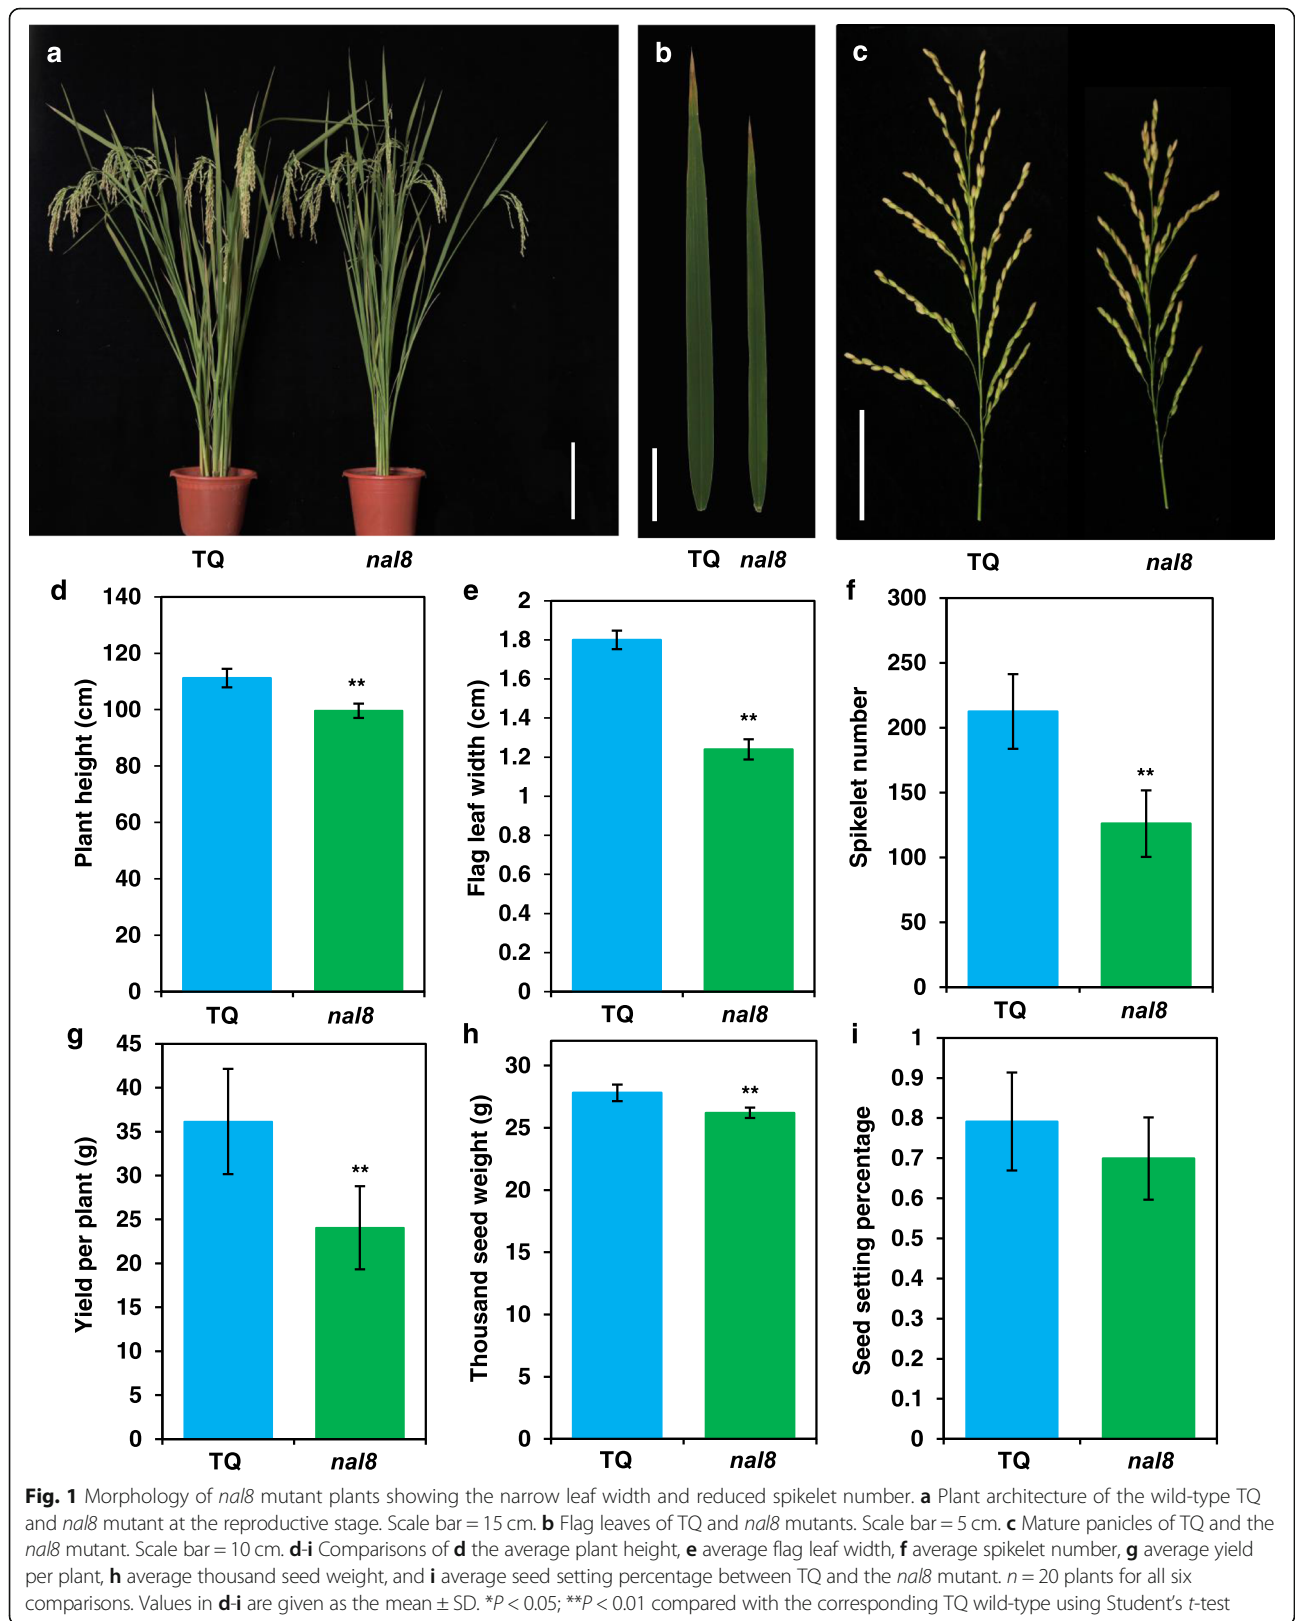 a
b
c
TQ
nal8
TQ nal8
TQ
nal8
d
Plant height (cm)
140
120
100
80
60
40
20
0
**
TQ
nal8
e
Flag leaf width (cm)
2
1.8
1.6
1.4
1.2
1
0.8
0.6
0.4
0.2
0
**
TQ
nal8
f
Spikelet number
300
250
200
150
100
50
0
**
TQ
nal8
g
Yield per plant (g)
45
40
35
30
25
20
15
10
5
0
**
TQ
nal8
h
Thousand seed weight (g)
30
25
20
15
10
5
0
**
TQ
nal8
i
Seed setting percentage
1
0.9
0.8
0.7
0.6
0.5
0.4
0.3
0.2
0.1
0
TQ
nal8
Fig. 1 Morphology of nal8 mutant plants showing the narrow leaf width and reduced spikelet number. a Plant architecture of the wild-type TQ
and nal8 mutant at the reproductive stage. Scale bar = 15 cm. b Flag leaves of TQ and nal8 mutants. Scale bar = 5 cm. c Mature panicles of TQ and the
nal8 mutant. Scale bar = 10 cm. d-i Comparisons of d the average plant height, e average flag leaf width, f average spikelet number, g average yield
per plant, h average thousand seed weight, and i average seed setting percentage between TQ and the nal8 mutant. n = 20 plants for all six
comparisons. Values in d-i are given as the mean ± SD. *P < 0.05; **P < 0.01 compared with the corresponding TQ wild-type using Student's t-test